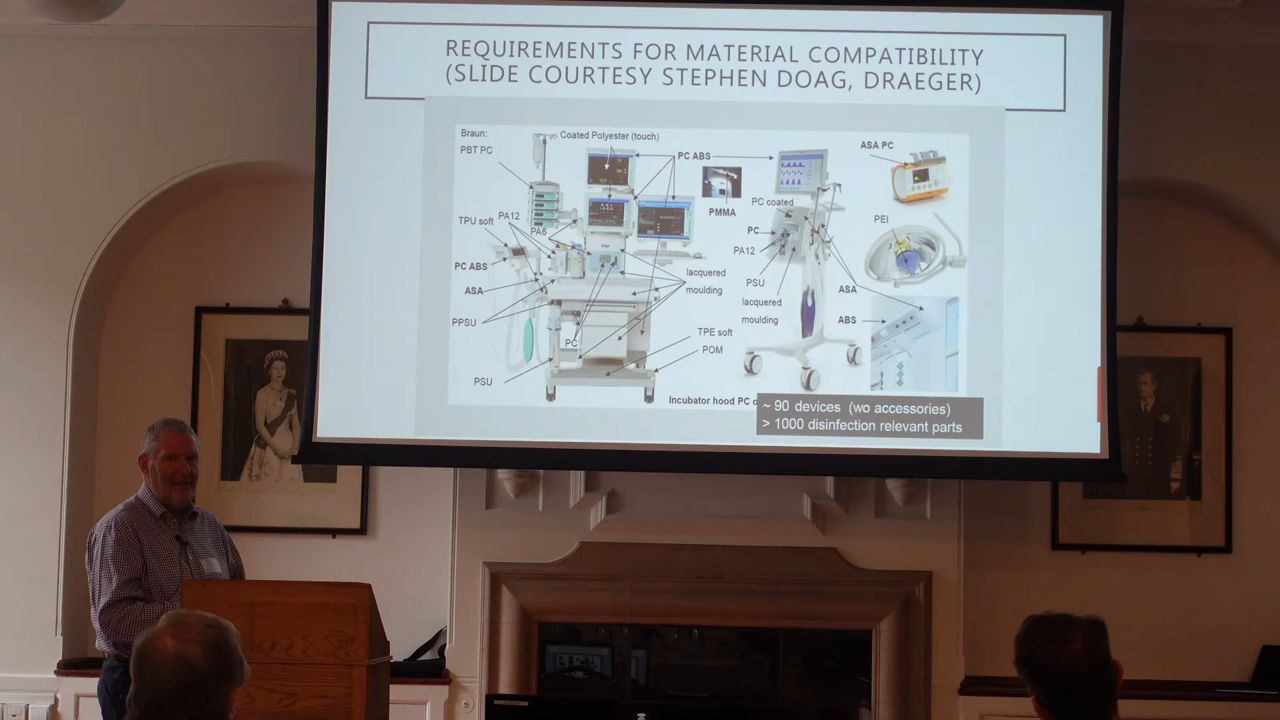 REQUIREMENTS FOR MATERIAL COMPATIBILITY
(SLIDE COURTESY STEPHEN DOAG, DRAEGER)
Braun:
PBT PC
Coated Polyester (touch)
PC ABS
ASA PC
PMMA
PC coated
TPU soft
PA12
PA6
PC
PEI
PA12
PC ABS
lacquered
moulding
PSU
ASA
ASA
lacquered
moulding
ABS
PPSU
PC
TPE soft
POM
PSU
Incubator hood PC
~ 90 devices (wo accessories)
> 1000 disinfection relevant parts